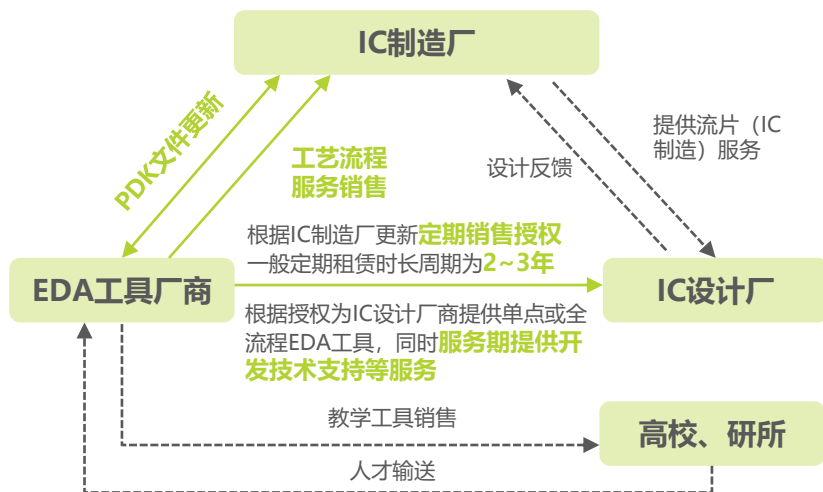 IC制造厂
PDK文件更新
工艺流程
服务销售
设计反馈
提供流片（IC
制造）服务
根据IC制造厂更新定期销售授权
一般定期租赁时长周期为2~3年
EDA工具厂商
IC设计厂
根据授权为IC设计厂商提供单点或全
流程EDA工具，同时服务期提供开
发技术支持等服务
教学工具销售
高校、研所
人才输送